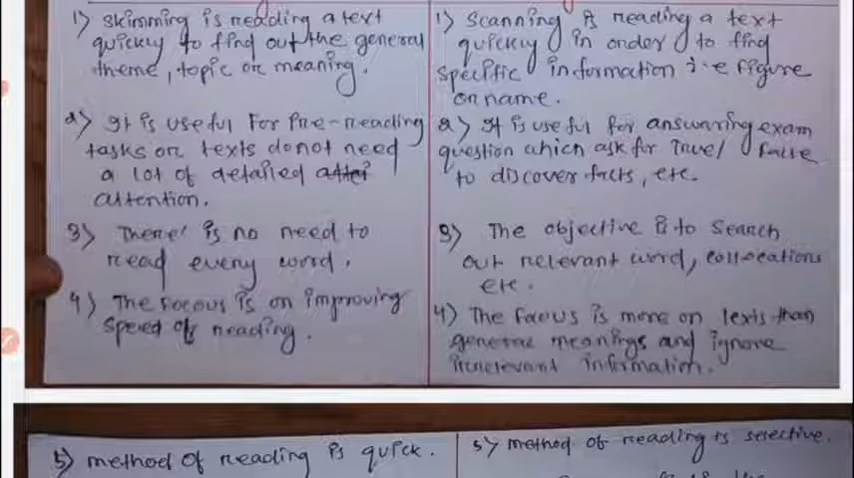 1) Skimming is reading a text
quickly to find out the general
theme, topic or meaning.
2) It is useful for Pre-reading
tasks or texts donot need
a lot of detailed
attention.
3) There is no need to
read every word.
4) The Focous is on improving
speed of reading.
1) Scanning is reading a text
quickly in order to find
specific information i.e figure
or name.
2) It is useful for answaring exam
question which ask for True/ False
to discover facts, etc.
3) The objective is to search
out relevant word, collocations
etc.
4) The focus is more on texts than
general meanings and ignore
irrelevant information.
5) method of reading is quick.
5) method of reading is selective.